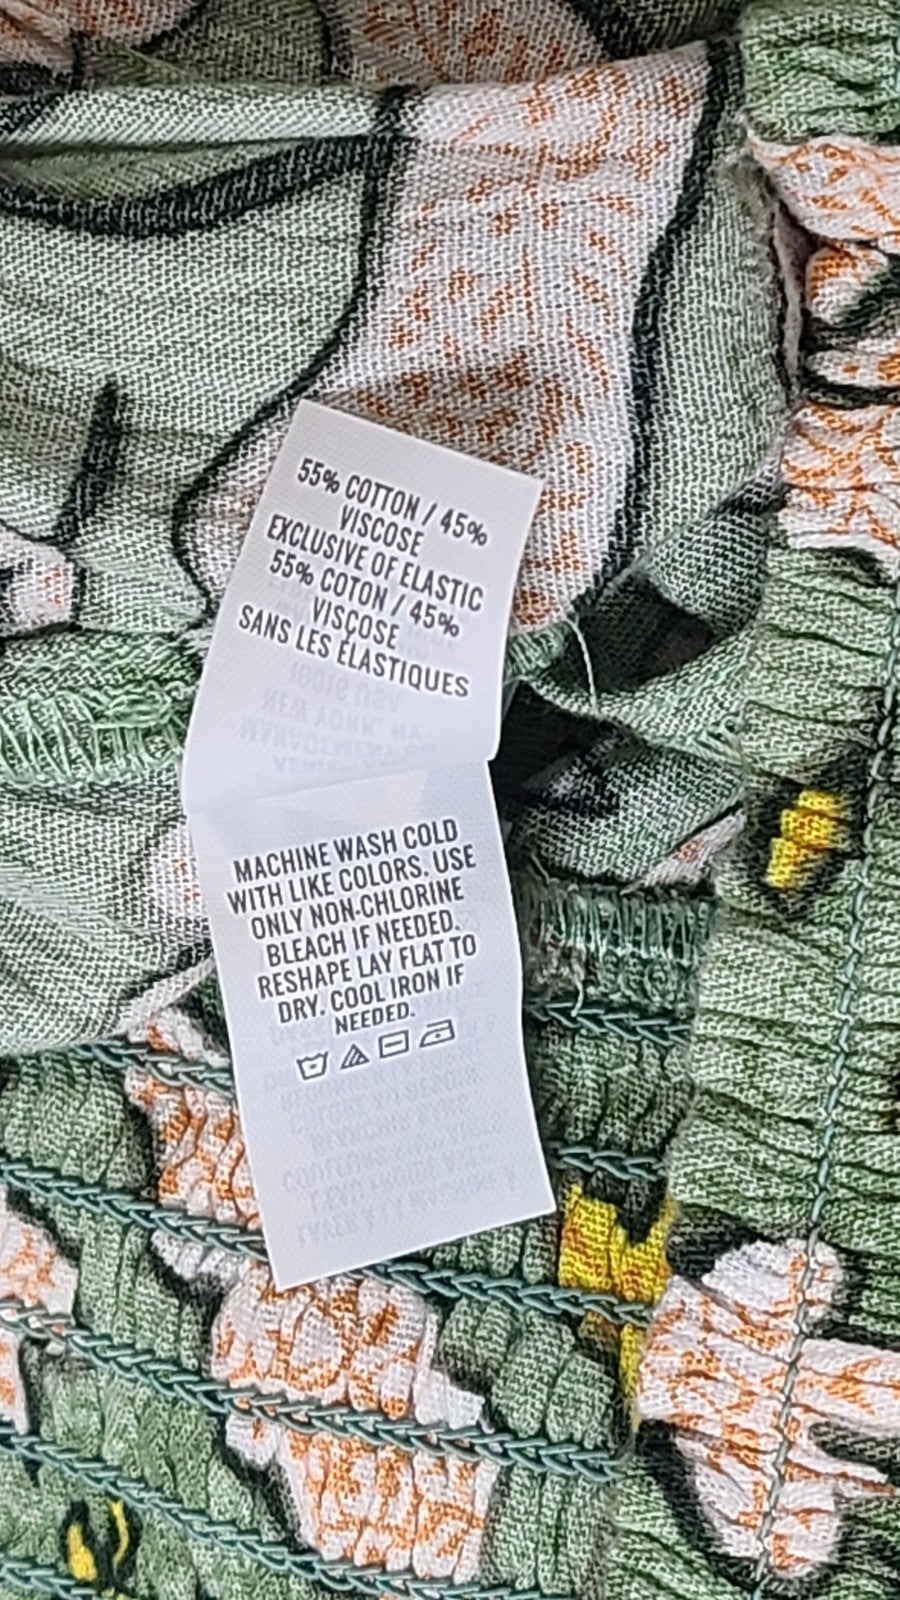 55% COTTON / 45%
VISCOSE
EXCLUSIVE OF ELASTIC
55% COTON / 45%
VISCOSE
SANS LES ÉLASTIQUES
MACHINE WASH COLD
WITH LIKE COLORS. USE
ONLY NON-CHLORINE
BLEACH IF NEEDED.
RESHAPE LAY FLAT TO
DRY. COOL IRON IF
NEEDED.